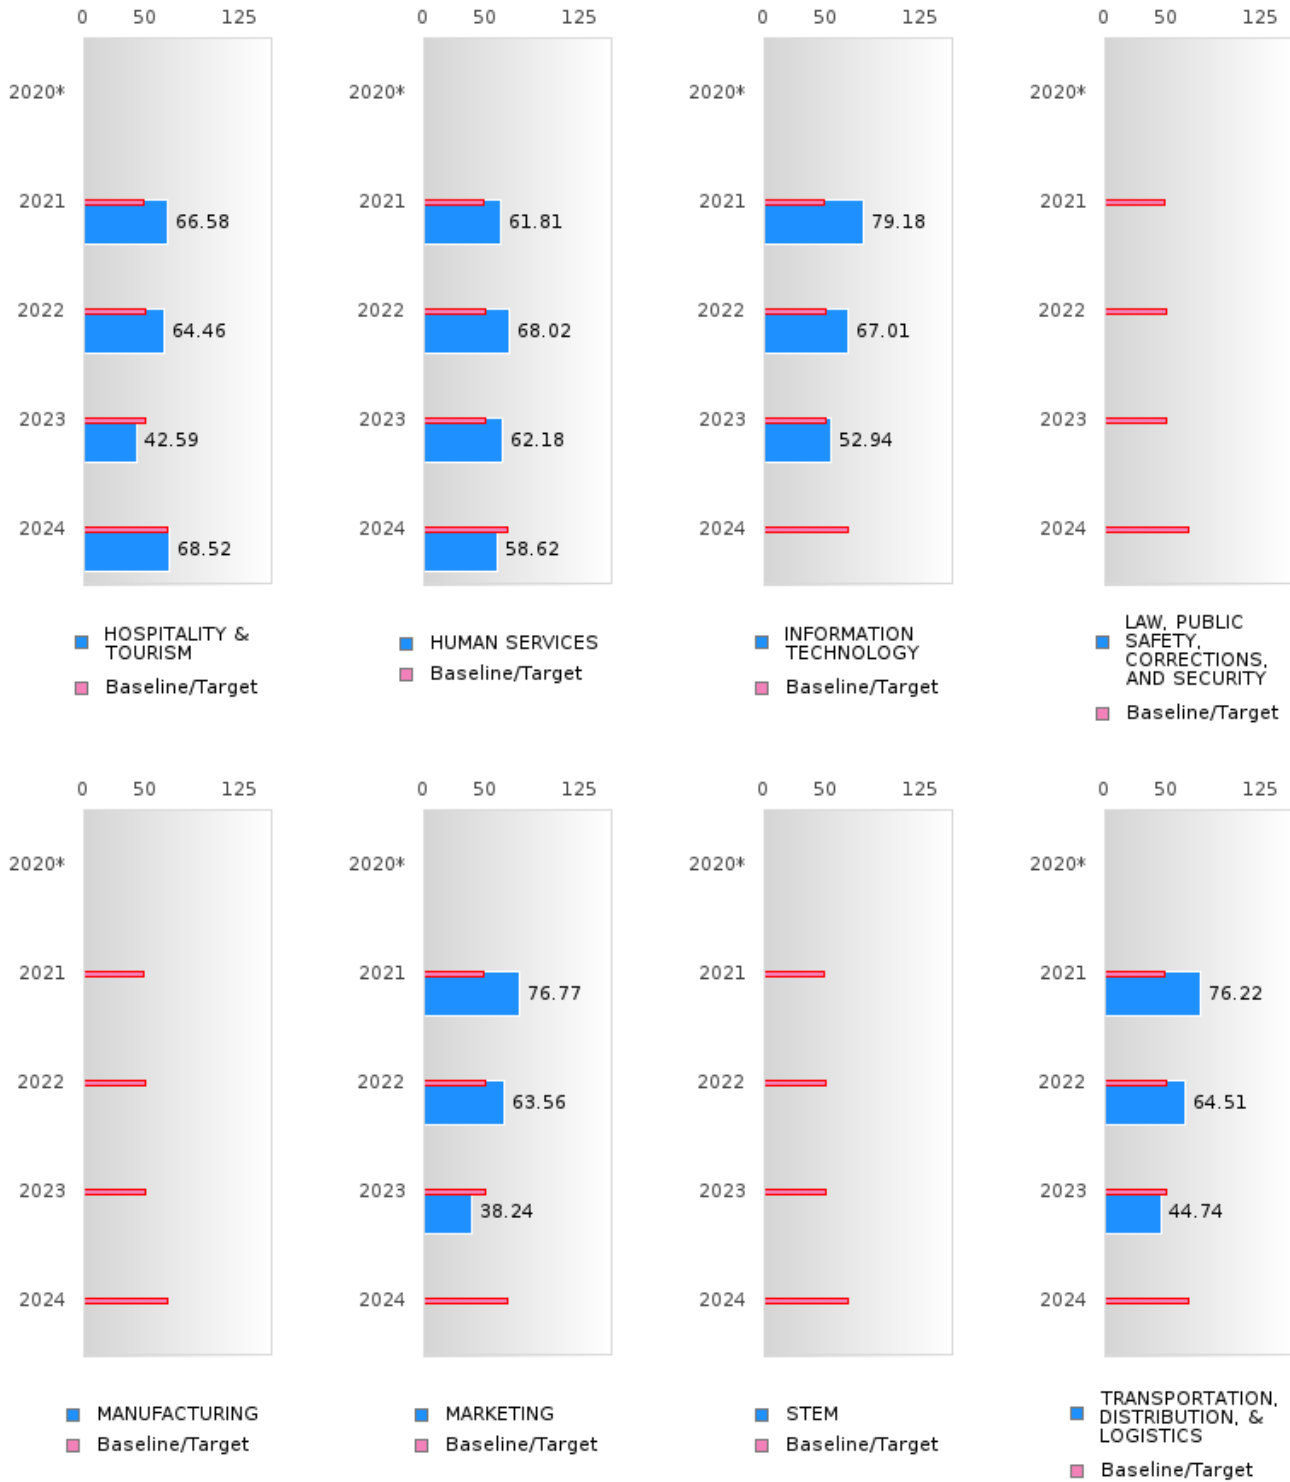 0 50 125 0 50 125 0 50 125 0 50 125
2020* 2020* 2020* 2020*
2021 66.58 2021 61.81 2021 79.18 2021
2022 64.46 2022 68.02 2022 67.01 2022
2023 42.59 2023 62.18 2023 52.94 2023
2024 68.52 2024 58.62 2024 2024
HOSPITALITY &
TOURISM
Baseline/Target
HUMAN SERVICES
Baseline/Target
INFORMATION
TECHNOLOGY
Baseline/Target
LAW, PUBLIC
SAFETY,
CORRECTIONS,
AND SECURITY
Baseline/Target
0 50 125 0 50 125 0 50 125 0 50 125
2020* 2020* 2020* 2020*
2021 2021 76.77 2021 2021 76.22
2022 2022 63.56 2022 2022 64.51
2023 2023 38.24 2023 2023 44.74
2024 2024 2024 2024
MANUFACTURING
Baseline/Target
MARKETING
Baseline/Target
STEM
Baseline/Target
TRANSPORTATION,
DISTRIBUTION, &
LOGISTICS
Baseline/Target